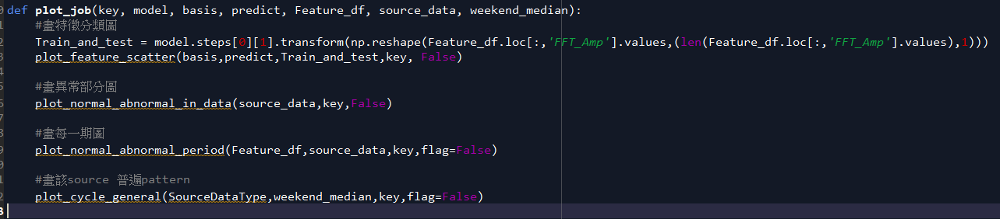 def plot_job(key, model, basis, predict, Feature_df, source_data, weekend_median):
#畫特徵分類圖
Train_and_test = model.steps[0][1].transform(np.reshape(Feature_df.loc[:,'FFT_Amp'].values,(len(Feature_df.loc[:,'FFT_Amp'].values),1)))
plot_feature_scatter(basis,predict,Train_and_test,key, False)
#畫異常部分圖
plot_normal_abnormal_in_data(source_data,key,False)
#畫每一期圖
plot_normal_abnormal_period(Feature_df,source_data,key,flag=False)
#畫該source 普遍pattern
plot_cycle_general(SourceDataType,weekend_median,key,flag=False)